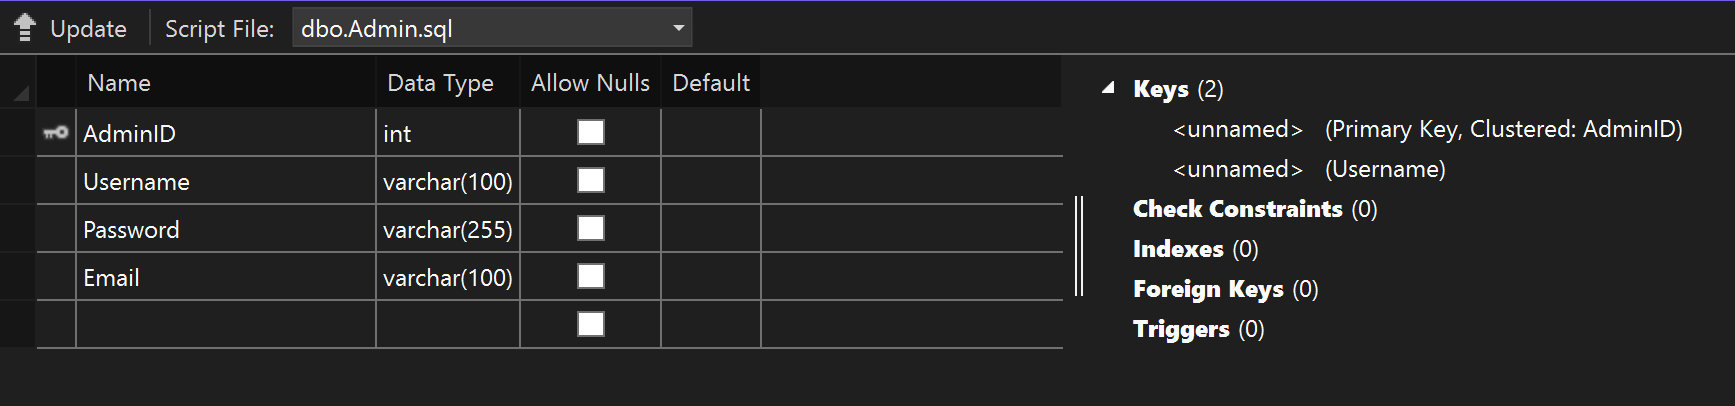 Update Script File: dbo.Admin.sql
Name Data Type Allow Nulls Default
AdminID int
Username varchar(100)
Password varchar(255)
Email varchar(100)
Keys (2)
<unnamed> (Primary Key, Clustered: AdminID)
<unnamed> (Username)
Check Constraints (0)
Indexes (0)
Foreign Keys (0)
Triggers (0)